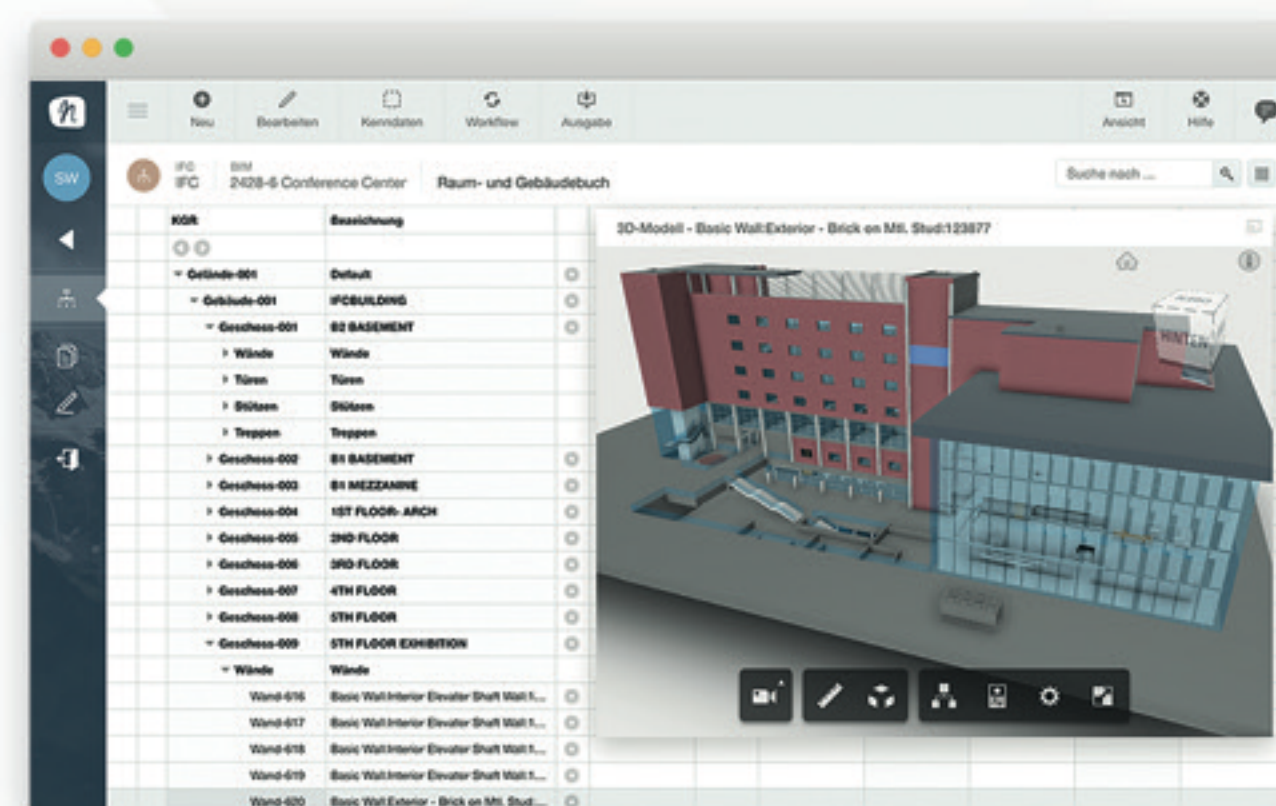 n
Neu Bearbeiten Kenndaten Workflow Ausgabe Ansicht Hilfe
SW
IFC BIM
IFC 2428-6 Conference Center Raum- und Gebäudebuch Suche nach ...
KGR Bezeichnung
3D-Modell - Basic Wall:Exterior - Brick on Mtl. Stud:123877
Gelände-001 Default
Gebäude-001 IFCBUILDING
Geschoss-001 B2 BASEMENT
Wände Wände
Türen Türen
Stützen Stützen
Treppen Treppen
Geschoss-002 B1 BASEMENT
Geschoss-003 B1 MEZZANINE
Geschoss-004 1ST FLOOR- ARCH
Geschoss-005 2ND FLOOR
Geschoss-006 3RD FLOOR
Geschoss-007 4TH FLOOR
Geschoss-008 5TH FLOOR
Geschoss-009 5TH FLOOR EXHIBITION
Wände Wände
Wand-616 Basic Wall:Interior Elevator Shaft Wall:1....
Wand-617 Basic Wall:Interior Elevator Shaft Wall:1....
Wand-618 Basic Wall:Interior Elevator Shaft Wall:1....
Wand-619 Basic Wall:Interior Elevator Shaft Wall:1....
Wand-620 Basic Wall:Exterior - Brick on Mtl. Stud:...
HINTEN